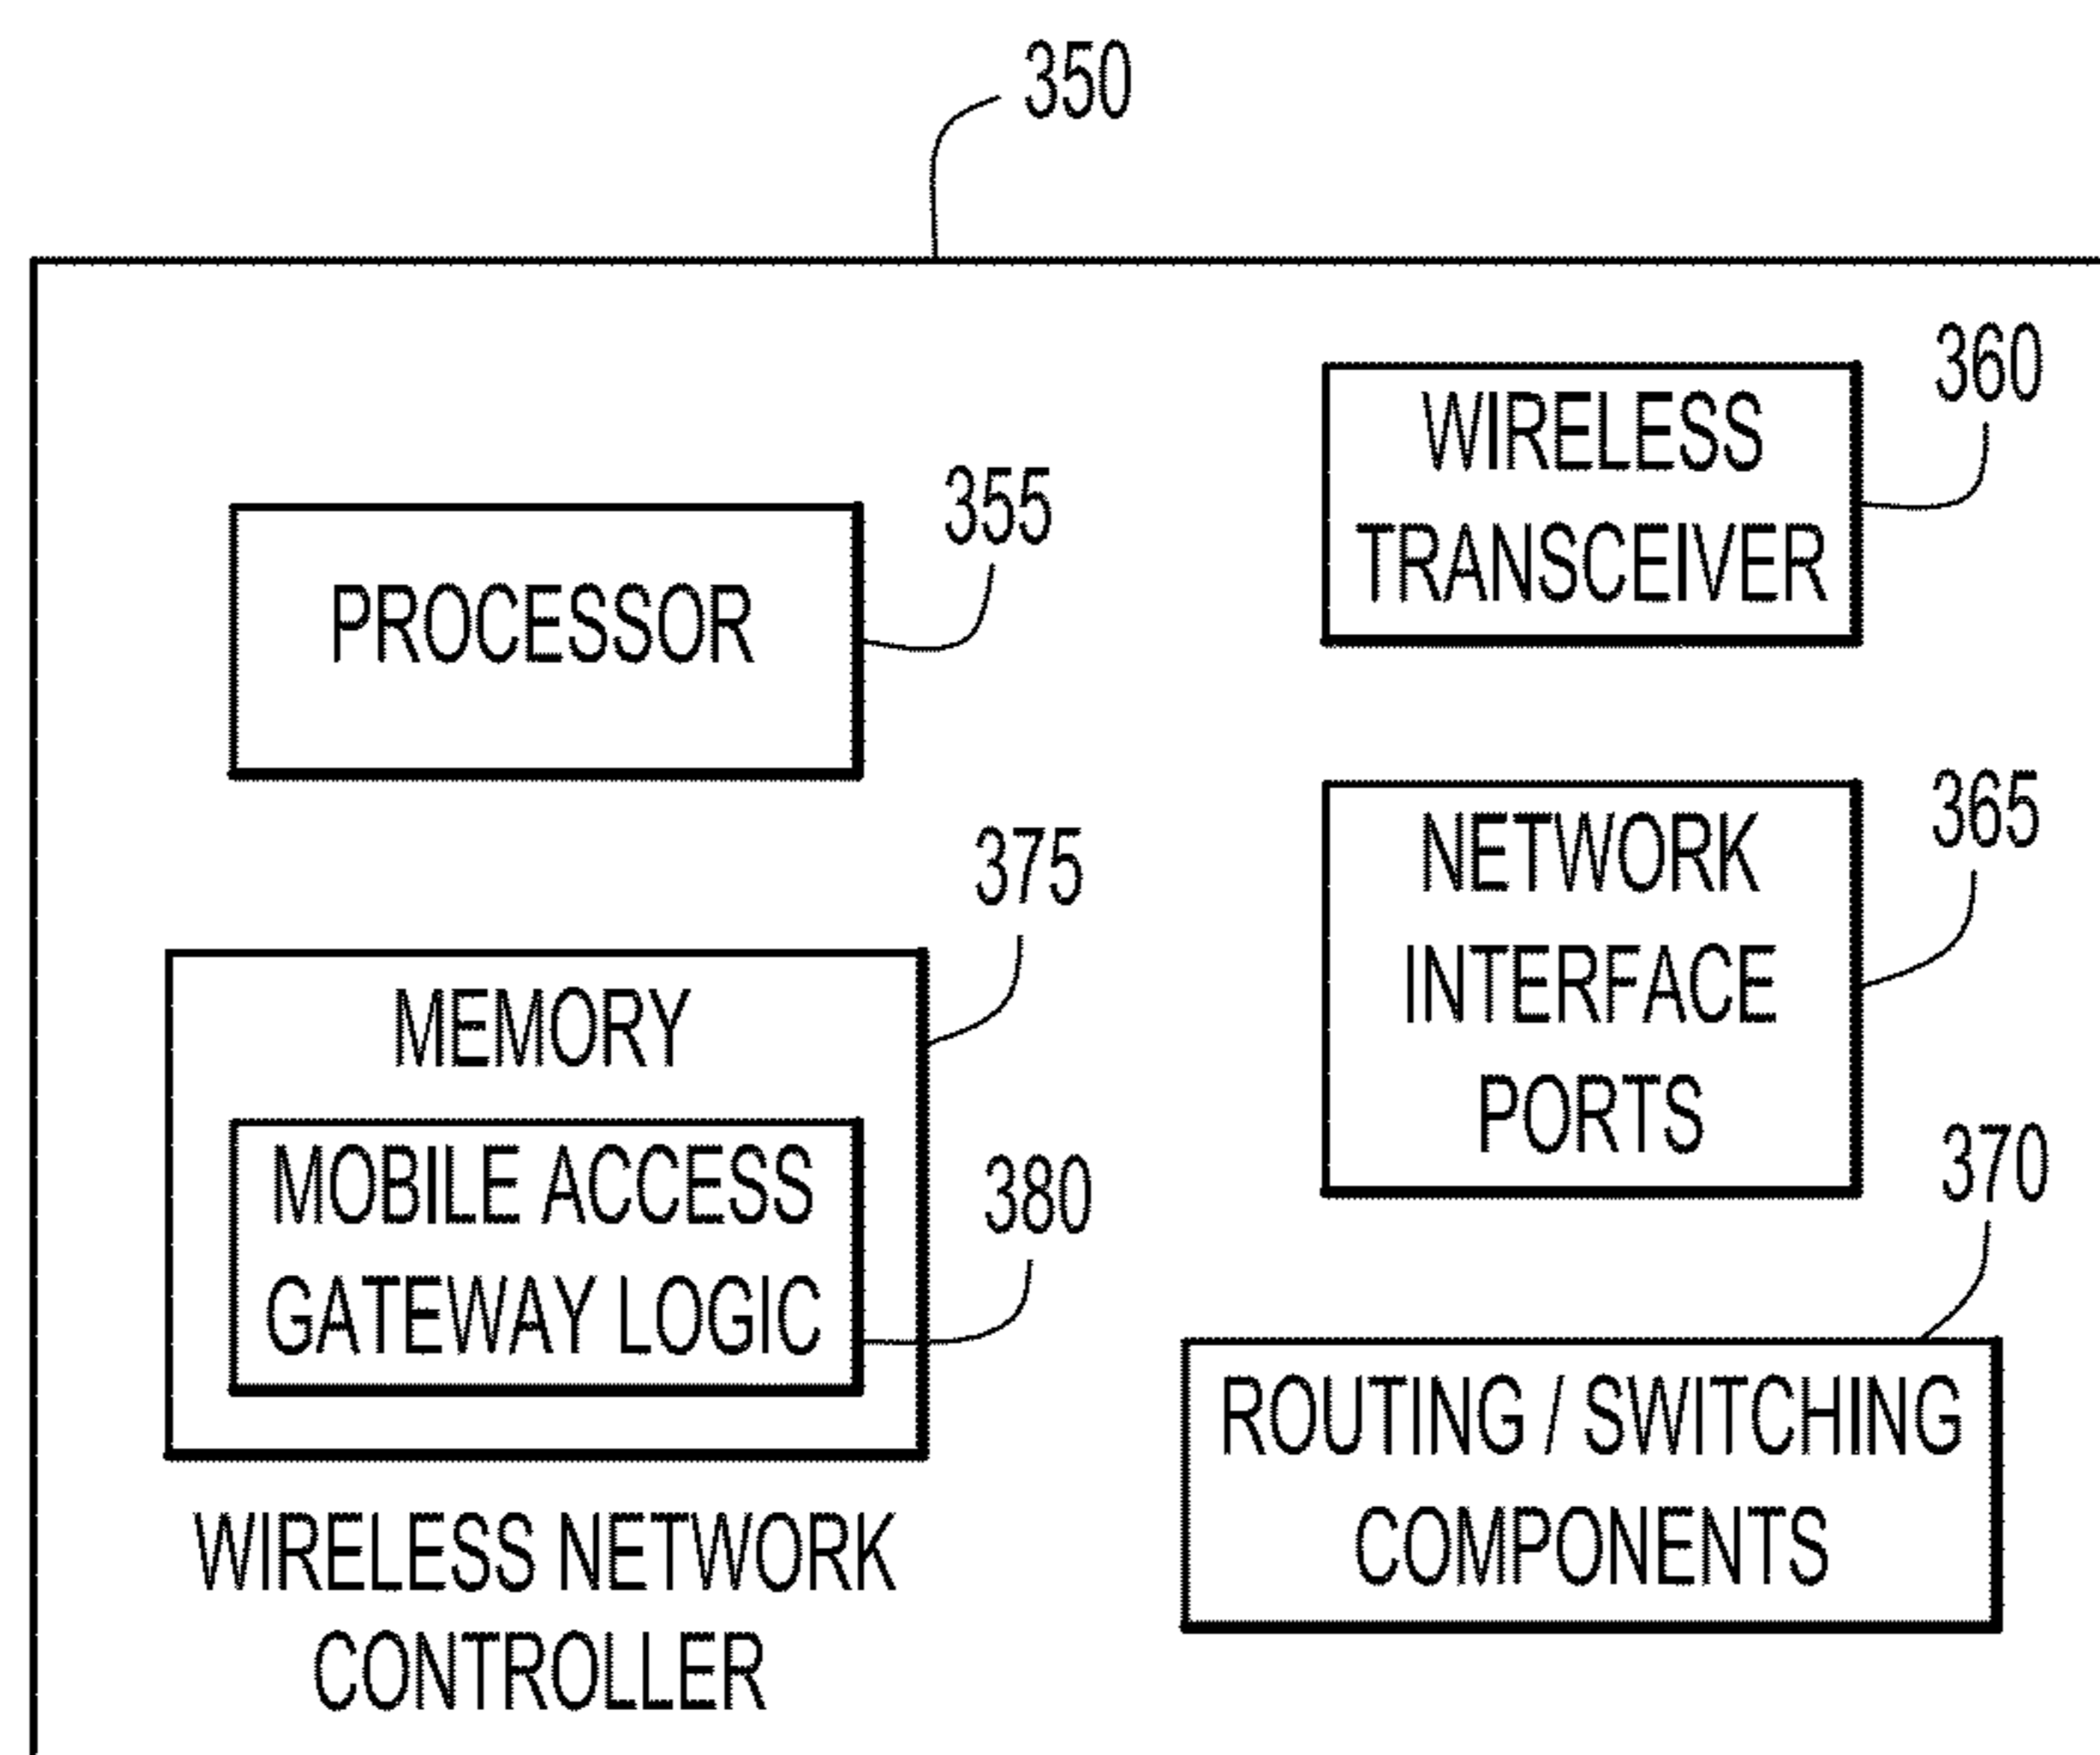 350
360
WIRELESS
TRANSCEIVER
355
PROCESSOR
365
NETWORK
INTERFACE
PORTS
375
MEMORY
MOBILE ACCESS
GATEWAY LOGIC
380
370
ROUTING / SWITCHING
COMPONENTS
WIRELESS NETWORK
CONTROLLER